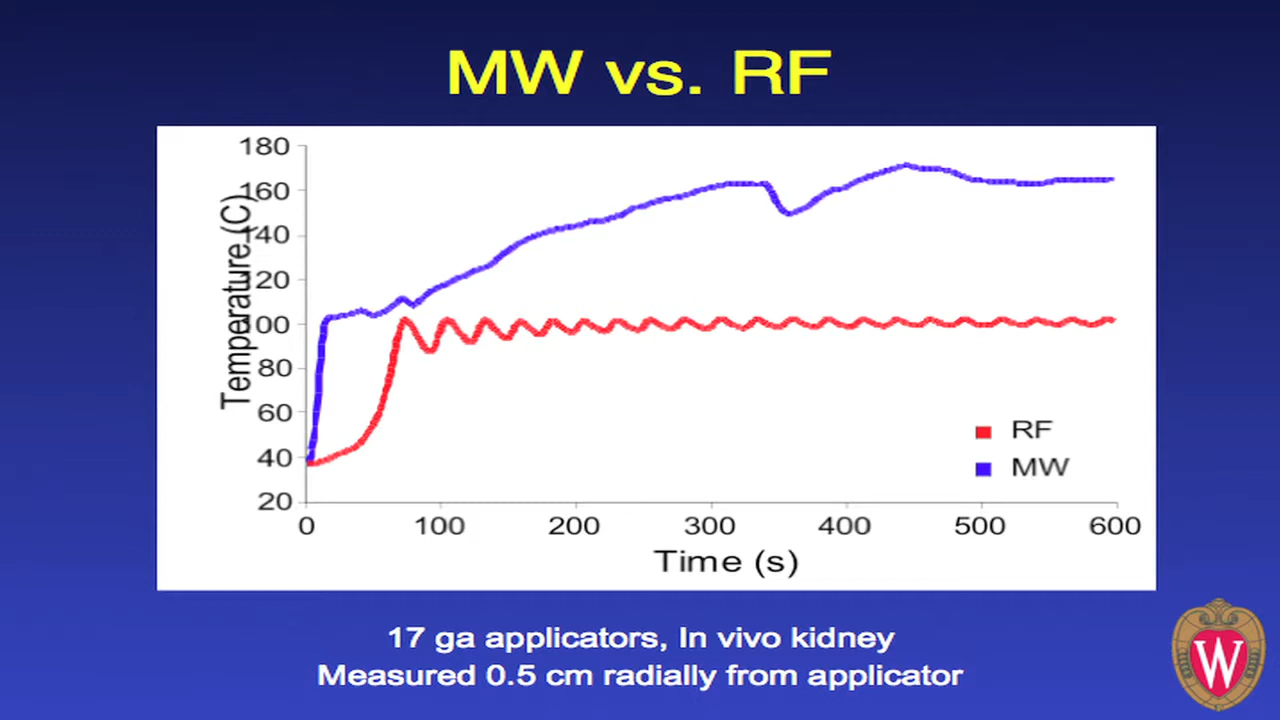 MW vs. RF
180
160
140
120
100
80
60
40
20
Temperature (C)
0 100 200 300 400 500 600
Time (s)
RF
MW
17 ga applicators, In vivo kidney
Measured 0.5 cm radially from applicator
W